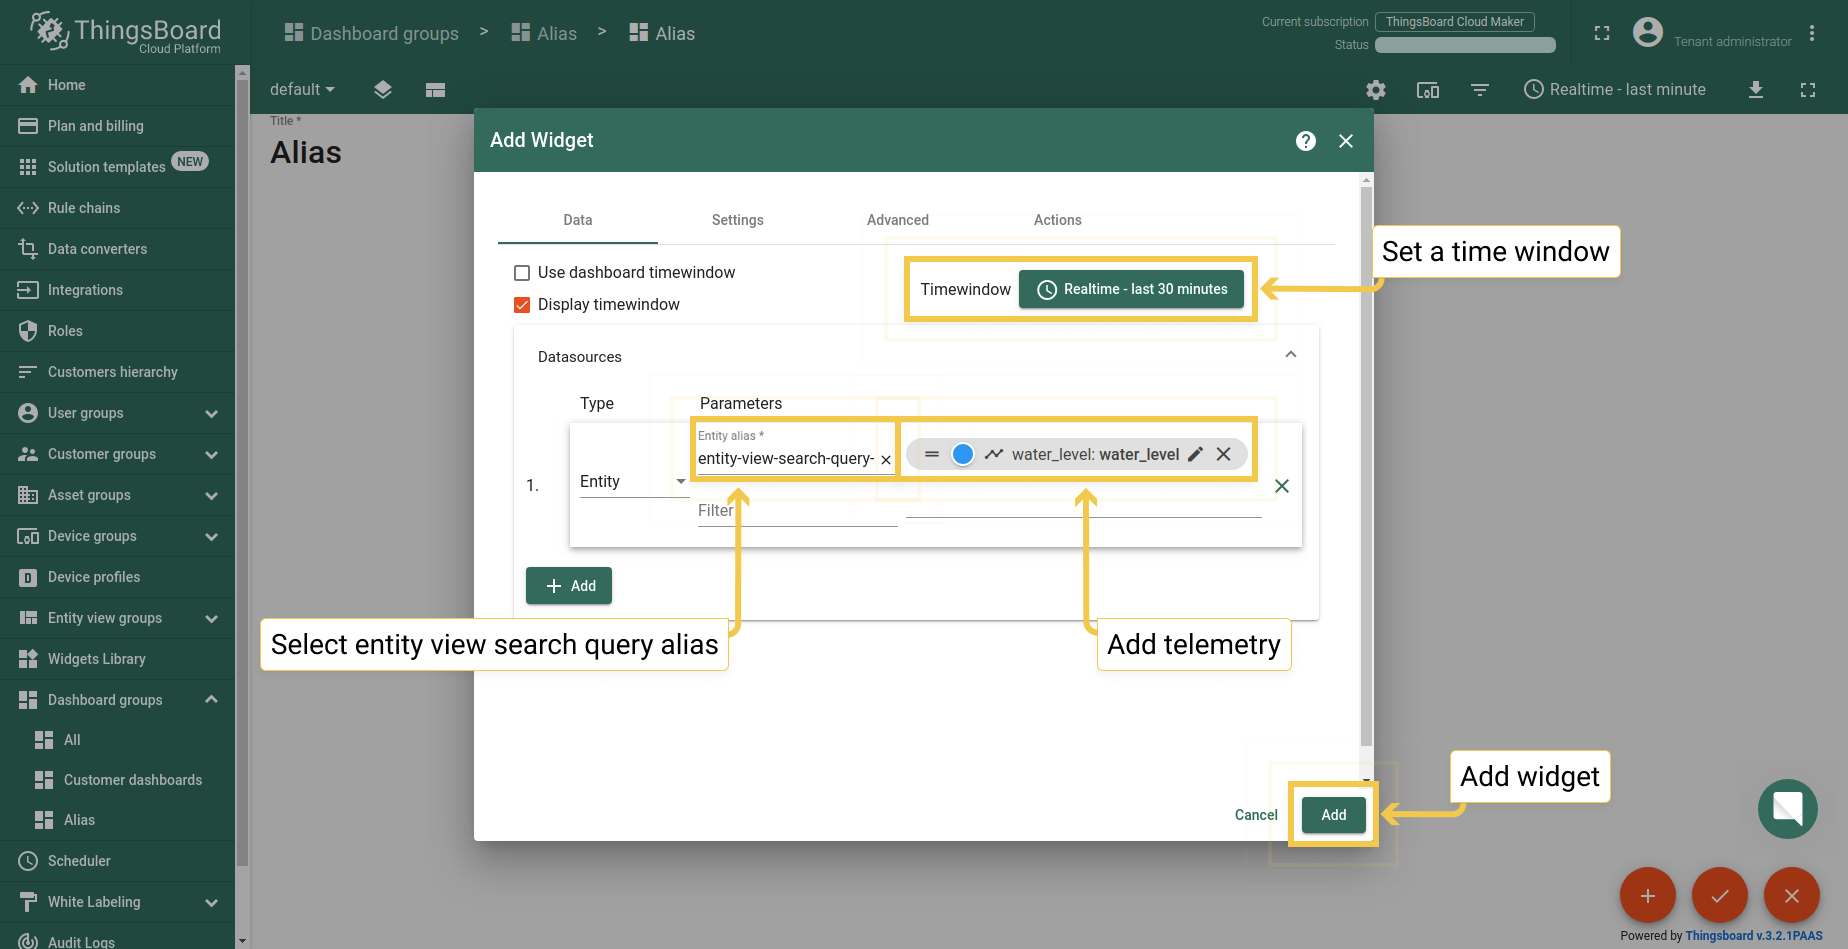 ThingsBoard
Cloud Platform
Dashboard groups > Alias > Alias
Current subscription ThingsBoard Cloud Maker
Status
Tenant administrator
Home
Plan and billing
Solution templates NEW
Rule chains
Data converters
Integrations
Roles
Customers hierarchy
User groups
Customer groups
Asset groups
Device groups
Device profiles
Entity view groups
Widgets Library
Dashboard groups
All
Customer dashboards
Alias
Scheduler
White Labeling
Audit Logs
default
Realtime - last minute
Title *
Alias
Add Widget
Data Settings Advanced Actions
Use dashboard timewindow
Display timewindow
Timewindow Realtime - last 30 minutes
Set a time window
Datasources
Type Parameters
1.
Entity
Entity alias *
entity-view-search-query-
Filter
water_level: water_level
Add
Select entity view search query alias
Add telemetry
Add widget
Cancel Add
Powered by Thingsboard v.3.2.1PAAS